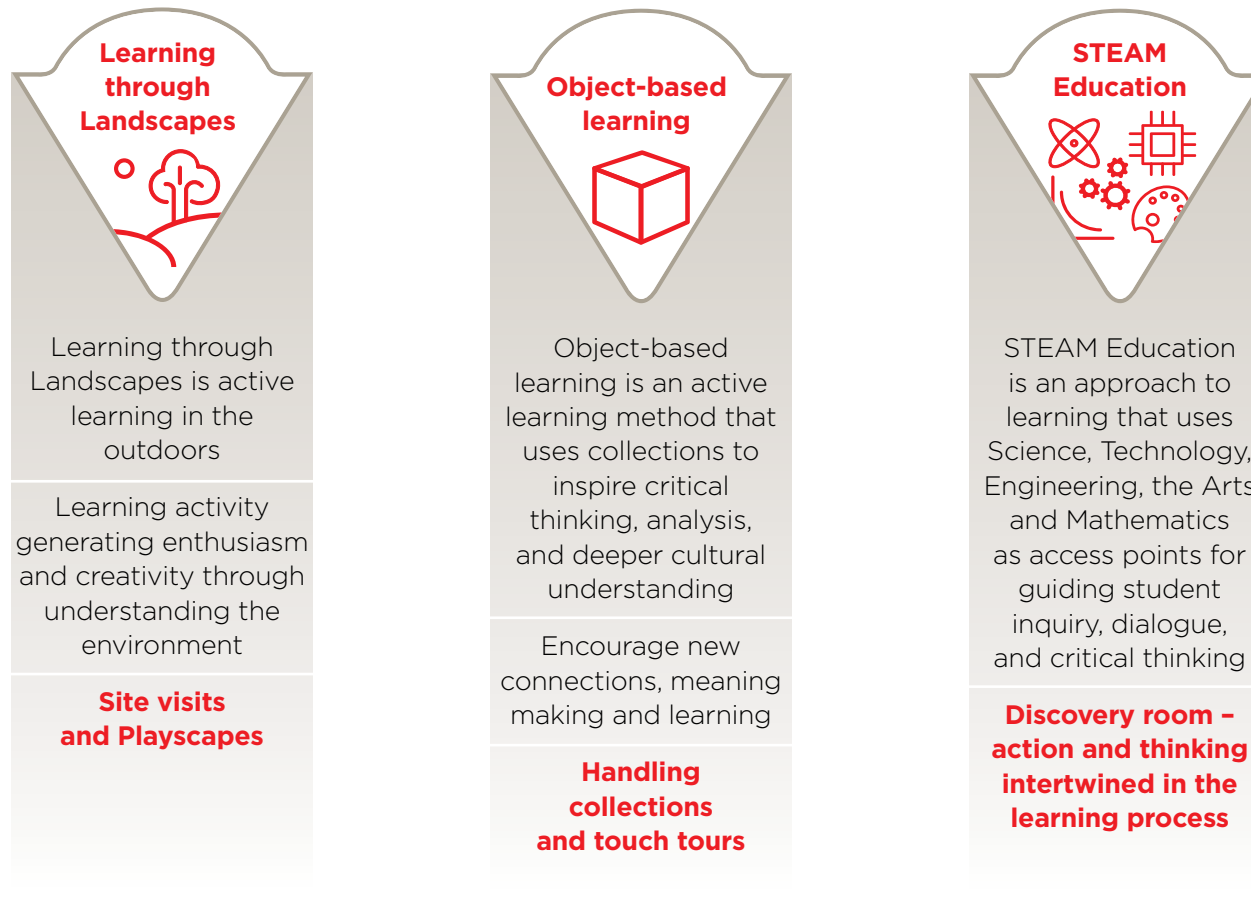 Learning
through
Landscapes
Learning through
Landscapes is active
learning in the
outdoors
Learning activity
generating enthusiasm
and creativity through
understanding the
environment
Site visits
and Playscapes
Object-based
learning
Object-based
learning is an active
learning method that
uses collections to
inspire critical
thinking, analysis,
and deeper cultural
understanding
Encourage new
connections, meaning
making and learning
Handling
collections
and touch tours
STEAM
Education
STEAM Education
is an approach to
learning that uses
Science, Technology,
Engineering, the Arts
and Mathematics
as access points for
guiding student
inquiry, dialogue,
and critical thinking
Discovery room –
action and thinking
intertwined in the
learning process